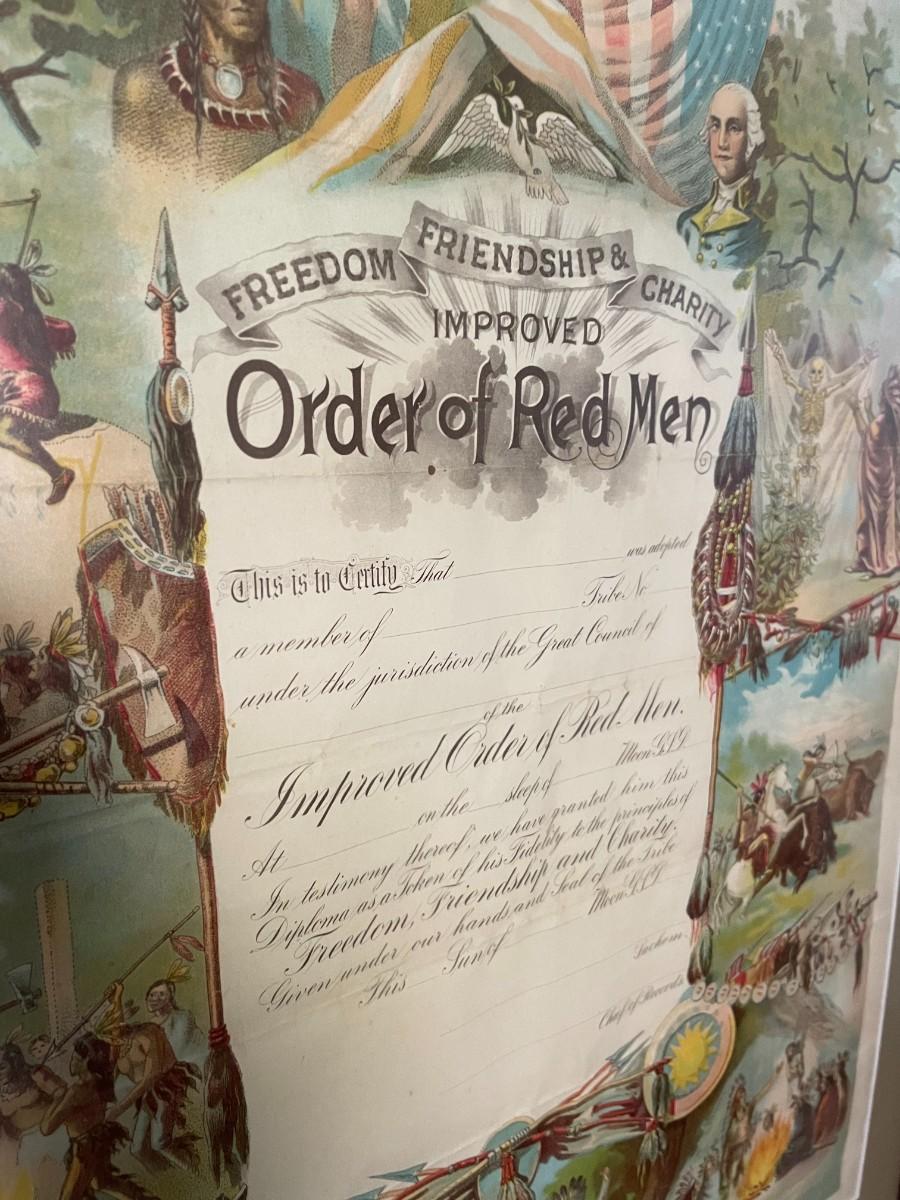 FREEDOM FRIENDSHIP & CHARITY
IMPROVED
Order of Red Men
This is to Certify That was adopted
a member of Tribe No
under the jurisdiction of the Great Council of
of the
Improved Order of Red Men.
At on the sleep of Moon G.S.D.
In testimony thereof, we have granted him this
Diploma as a Token of his Fidelity to the principles of
Freedom, Friendship and Charity.
Given under our hands and Seal of the Tribe
This Sun of Moon G.S.D.
Sachem.
Chief of Records.